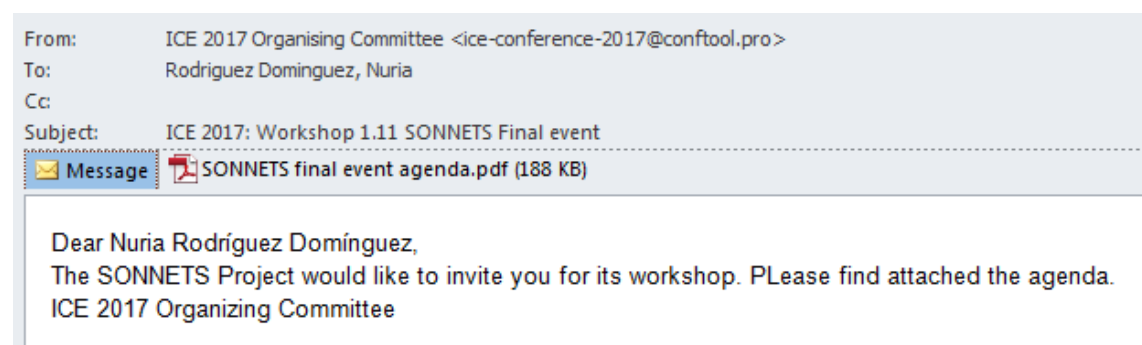 From: ICE 2017 Organising Committee <ice-conference-2017@conftool.pro>
To: Rodriguez Dominguez, Nuria
Cc:
Subject: ICE 2017: Workshop 1.11 SONNETS Final event
Message SONNETS final event agenda.pdf (188 KB)
Dear Nuria Rodríguez Domínguez,
The SONNETS Project would like to invite you for its workshop. PLease find attached the agenda.
ICE 2017 Organizing Committee